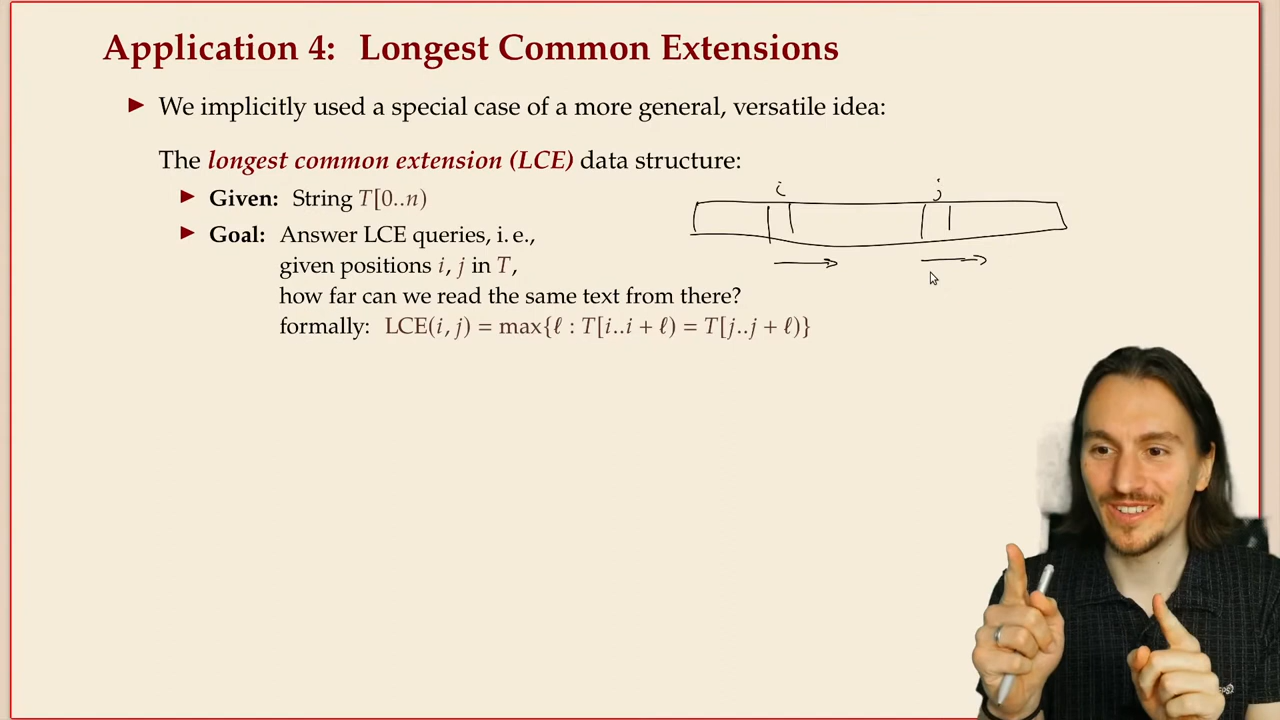 Application 4: Longest Common Extensions
▶ We implicitly used a special case of a more general, versatile idea:
The longest common extension (LCE) data structure:
▶ Given: String T[0..n)
▶ Goal: Answer LCE queries, i. e.,
given positions i, j in T,
how far can we read the same text from there?
formally: LCE(i, j) = max{ℓ : T[i..i + ℓ) = T[j..j + ℓ)}
i j